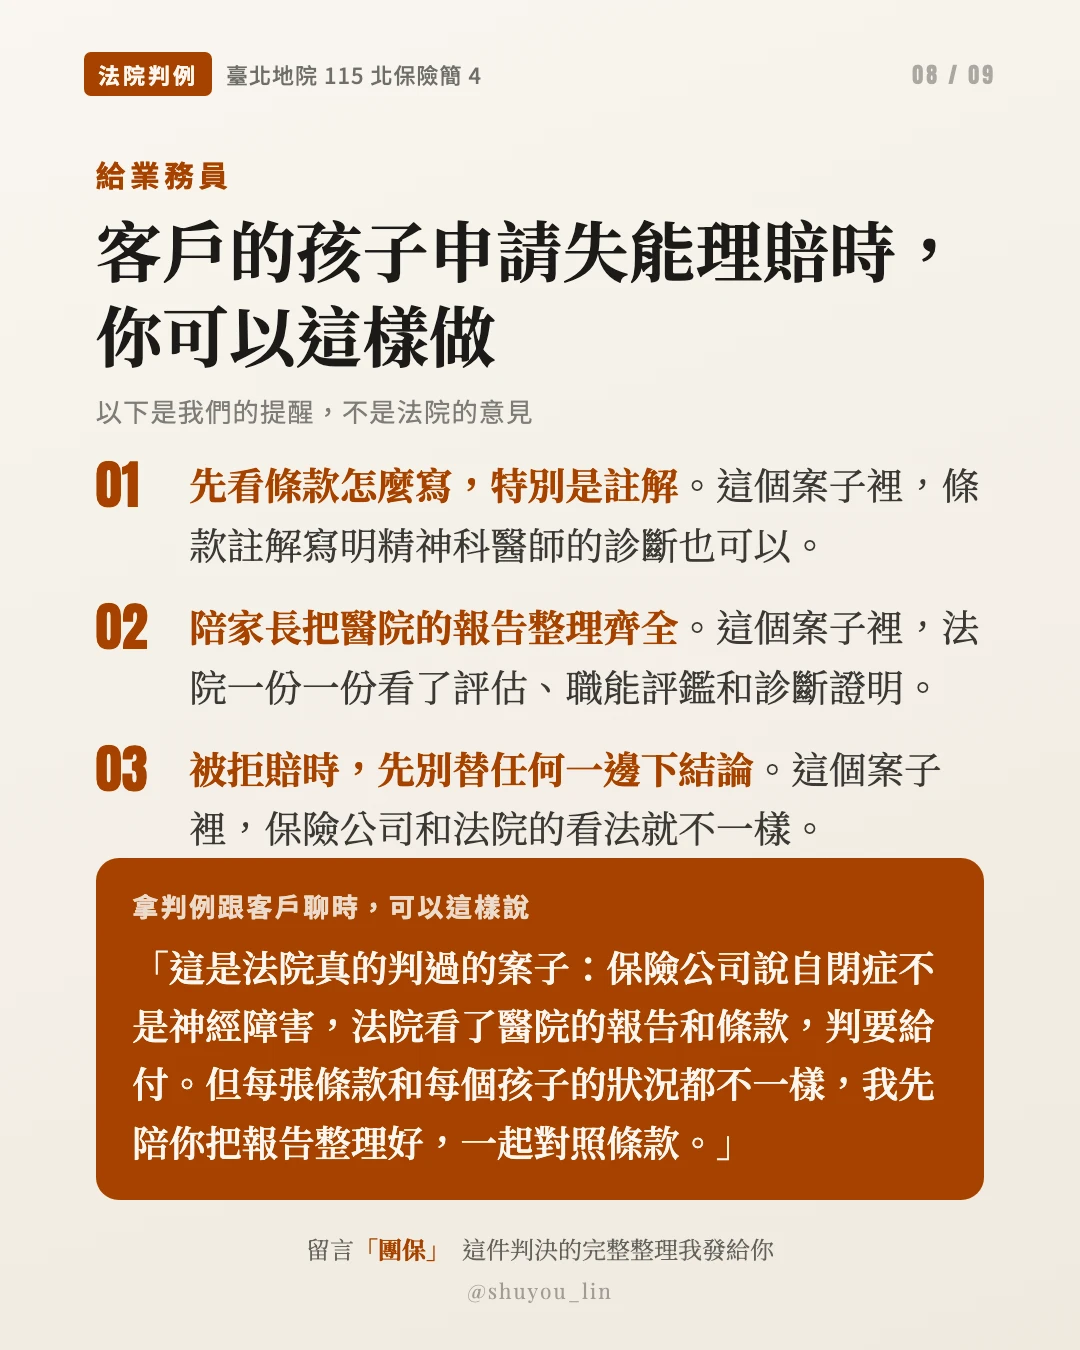 法院判例 臺北地院 115 北保險簡 4
08 / 09
給業務員
客戶的孩子申請失能理賠時，
你可以這樣做
以下是我們的提醒，不是法院的意見
01 先看條款怎麼寫，特別是註解。這個案子裡，條
款註解寫明精神科醫師的診斷也可以。
02 陪家長把醫院的報告整理齊全。這個案子裡，法
院一份一份看了評估、職能評鑑和診斷證明。
03 被拒賠時，先別替任何一邊下結論。這個案子
裡，保險公司和法院的看法就不一樣。
拿判例跟客戶聊時，可以這樣說
「這是法院真的判過的案子：保險公司說自閉症不
是神經障害，法院看了醫院的報告和條款，判要給
付。但每張條款和每個孩子的狀況都不一樣，我先
陪你把報告整理好，一起對照條款。」
留言「團保」 這件判決的完整整理我發給你
@shuyou_lin